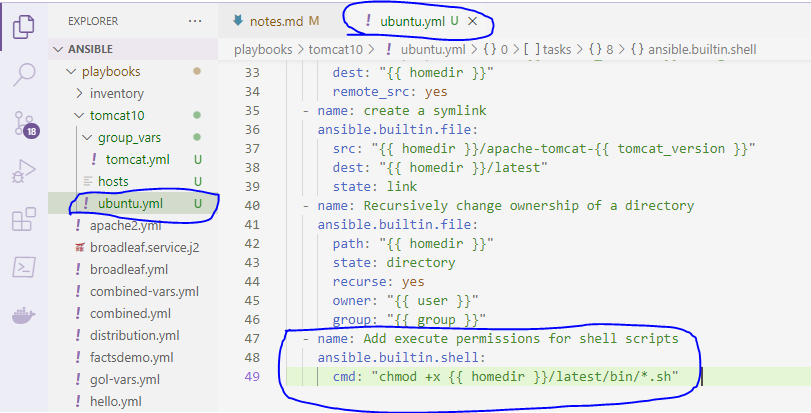 EXPLORER
ANSIBLE
playbooks
inventory
tomcat10
group_vars
! tomcat.yml U
hosts U
! ubuntu.yml U
! apache2.yml
broadleaf.service.j2
! broadleaf.yml
! combined-vars.yml
! combined.yml
! distribution.yml
! factsdemo.yml
! gol-vars.yml
! hello.yml
18
notes.md M
! ubuntu.yml U
playbooks > tomcat10 > ! ubuntu.yml > {} 0 > [ ] tasks > {} 8 > ansible.builtin.shell
33 dest: "{{ homedir }}"
34 remote_src: yes
35 - name: create a symlink
36 ansible.builtin.file:
37 src: "{{ homedir }}/apache-tomcat-{{ tomcat_version }}"
38 dest: "{{ homedir }}/latest"
39 state: link
40 - name: Recursively change ownership of a directory
41 ansible.builtin.file:
42 path: "{{ homedir }}"
43 state: directory
44 recurse: yes
45 owner: "{{ user }}"
46 group: "{{ group }}"
47 - name: Add execute permissions for shell scripts
48 ansible.builtin.shell:
49 cmd: "chmod +x {{ homedir }}/latest/bin/*.sh"